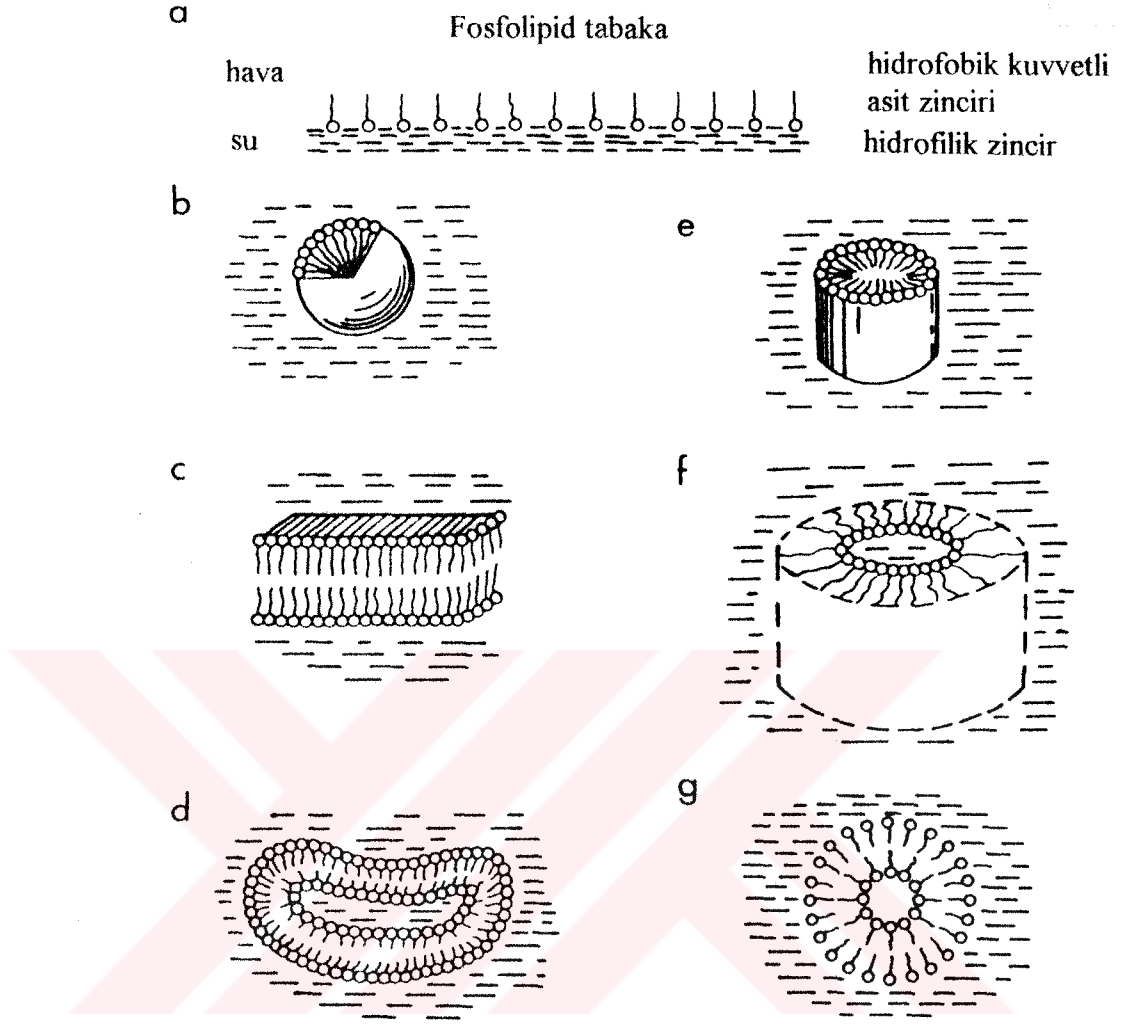 a
Fosfolipid tabaka
hava
hidrofobik kuvvetli
asit zinciri
su
hidrofilik zincir
b
e
c
f
d
g